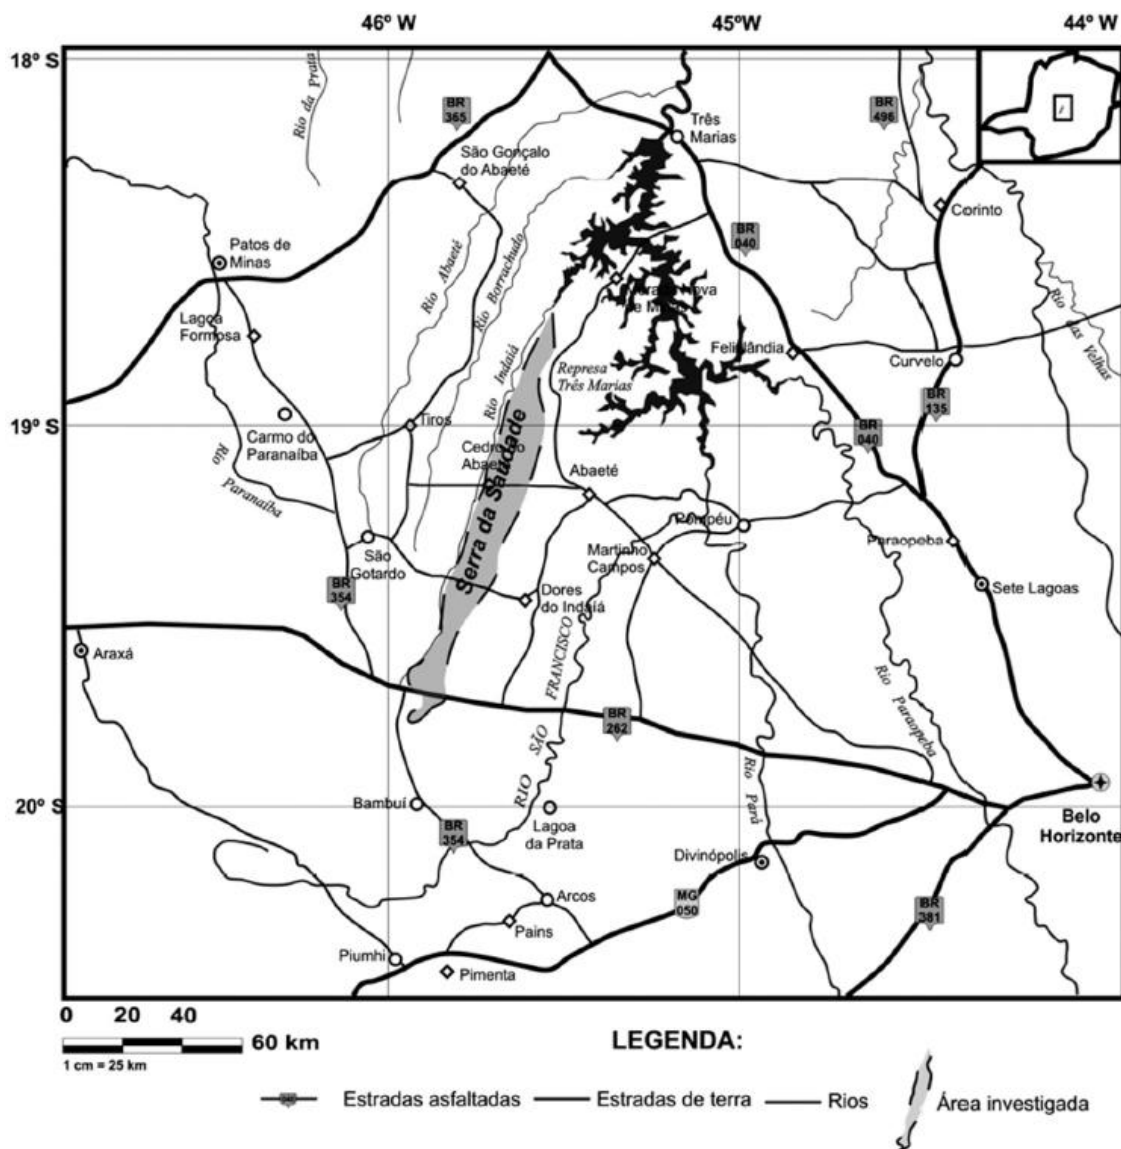 46º W
45ºW
44º W
18º S
19º S
20º S
Rio da Prata
BR
365
São Gonçalo
do Abaeté
Três
Marias
BR
496
Corinto
Patos de
Minas
Rio Abaeté
Rio Borrachudo
BR
040
Lagoa
Formosa
Rio Indaiá
Represa
Três Marias
Felixlândia
Curvelo
Rio das Velhas
BR
135
Carmo do
Paranaíba
Tiros
BR
040
Rio
Paranaíba
Serra da Saudade
Abaeté
Pompéu
São
Gotardo
Martinho
Campos
Paraopeba
BR
354
Dores
do Indaiá
Sete Lagoas
Araxá
RIO SÃO FRANCISCO
BR
262
Rio Paraopeba
Rio Pará
Bambuí
BR
354
Lagoa
da Prata
Belo
Horizonte
Divinópolis
Arcos
MG
050
BR
381
Pains
Piumhi
Pimenta
0 20 40
60 km
1 cm = 25 km
LEGENDA:
Estradas asfaltadas
Estradas de terra
Rios
Área investigada